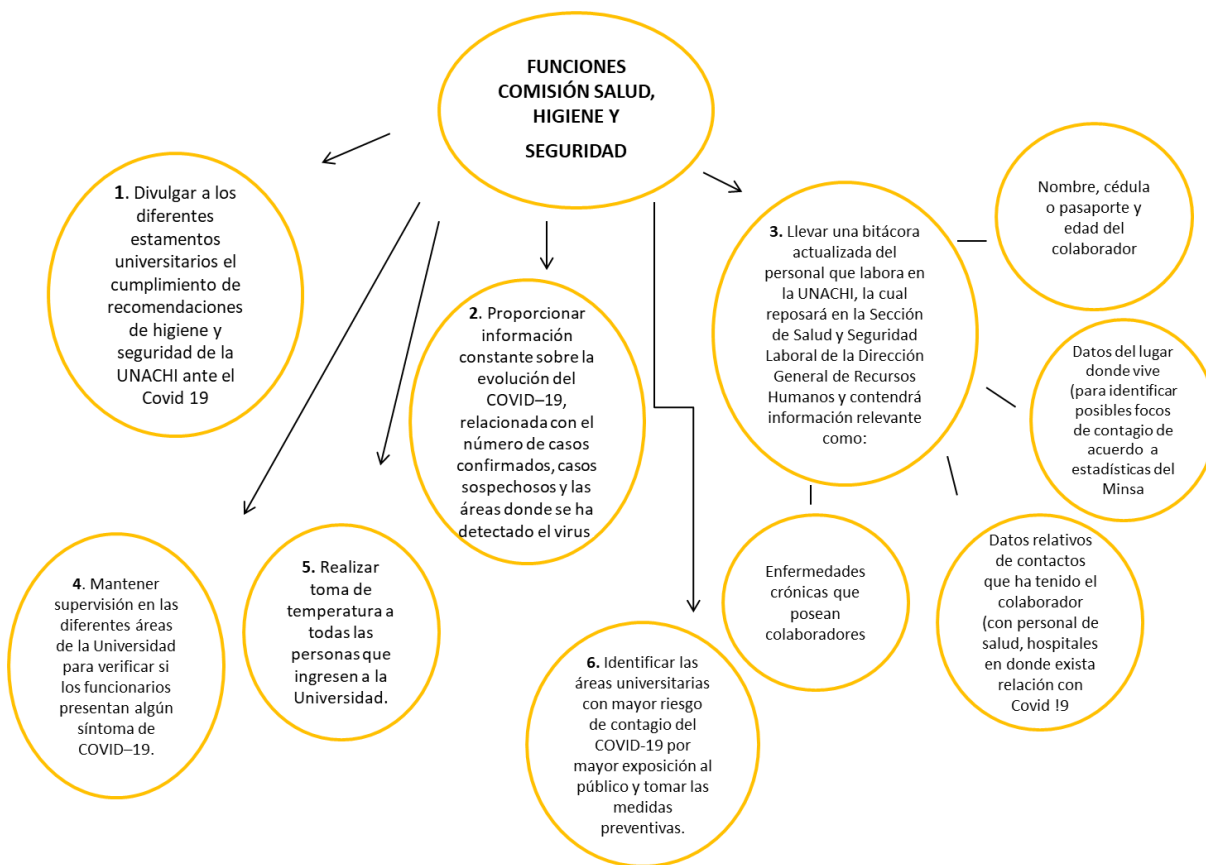 FUNCIONES
COMISIÓN SALUD,
HIGIENE Y
SEGURIDAD
1. Divulgar a los
diferentes
estamentos
universitarios el
cumplimiento de
recomendaciones
de higiene y
seguridad de la
UNACHI ante el
Covid 19
2. Proporcionar
información
constante sobre la
evolución del
COVID–19,
relacionada con el
número de casos
confirmados, casos
sospechosos y las
áreas donde se ha
detectado el virus
3. Llevar una bitácora
actualizada del
personal que labora en
la UNACHI, la cual
reposará en la Sección
de Salud y Seguridad
Laboral de la Dirección
General de Recursos
Humanos y contendrá
información relevante
como:
Nombre, cédula
o pasaporte y
edad del
colaborador
Datos del lugar
donde vive
(para identificar
posibles focos
de contagio de
acuerdo a
estadísticas del
Minsa
Datos relativos
de contactos
que ha tenido el
colaborador
(con personal de
salud, hospitales
en donde exista
relación con
Covid !9
Enfermedades
crónicas que
posean
colaboradores
4. Mantener
supervisión en las
diferentes áreas
de la Universidad
para verificar si
los funcionarios
presentan algún
síntoma de
COVID–19.
5. Realizar
toma de
temperatura a
todas las
personas que
ingresen a la
Universidad.
6. Identificar las
áreas universitarias
con mayor riesgo
de contagio del
COVID-19 por
mayor exposición al
público y tomar las
medidas
preventivas.